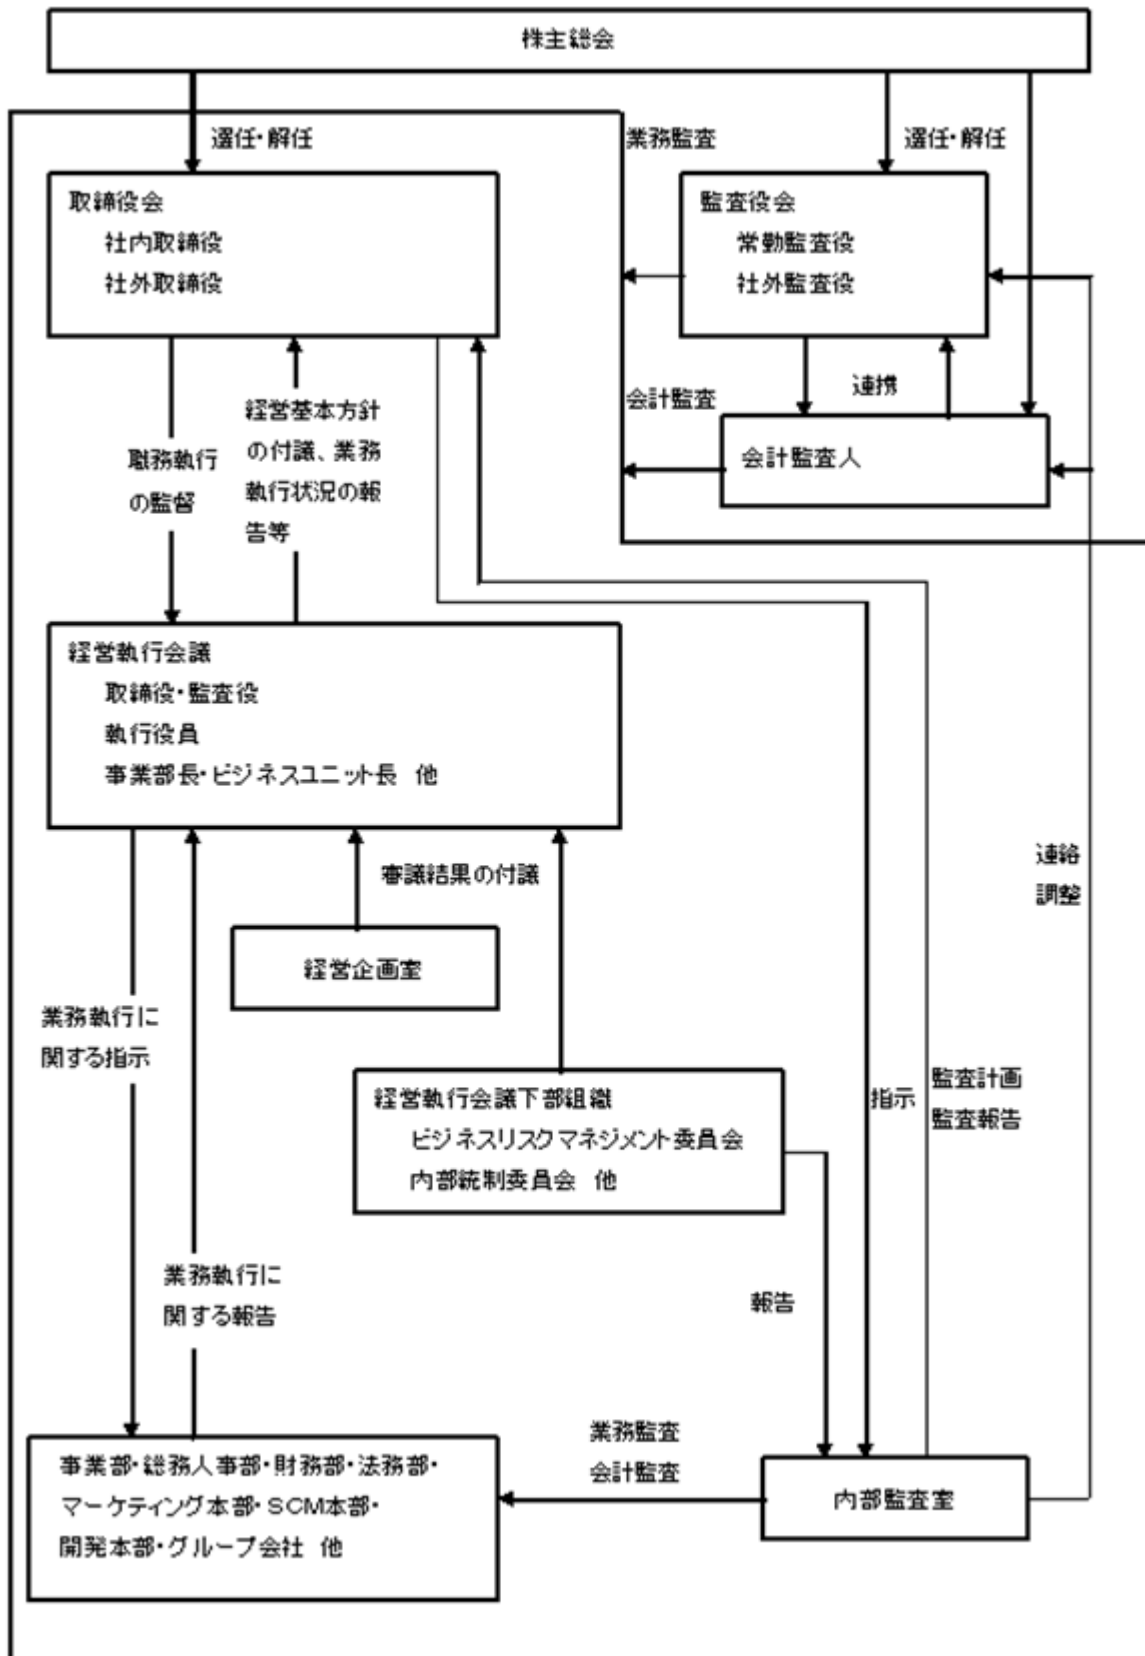 株主総会
選任・解任
業務監査
選任・解任
取締役会
社内取締役
社外取締役
監査役会
常勤監査役
社外監査役
連携
会計監査
会計監査人
経営基本方針
の付議、業務
執行状況の報
告等
職務執行
の監督
経営執行会議
取締役・監査役
執行役員
事業部長・ビジネスユニット長 他
審議結果の付議
連絡
調整
経営企画室
業務執行に
関する指示
経営執行会議下部組織
ビジネスリスクマネジメント委員会
内部統制委員会 他
指示
監査計画
監査報告
業務執行に
関する報告
報告
業務監査
会計監査
事業部・総務人事部・財務部・法務部・
マーケティング本部・SCM本部・
開発本部・グループ会社 他
内部監査室